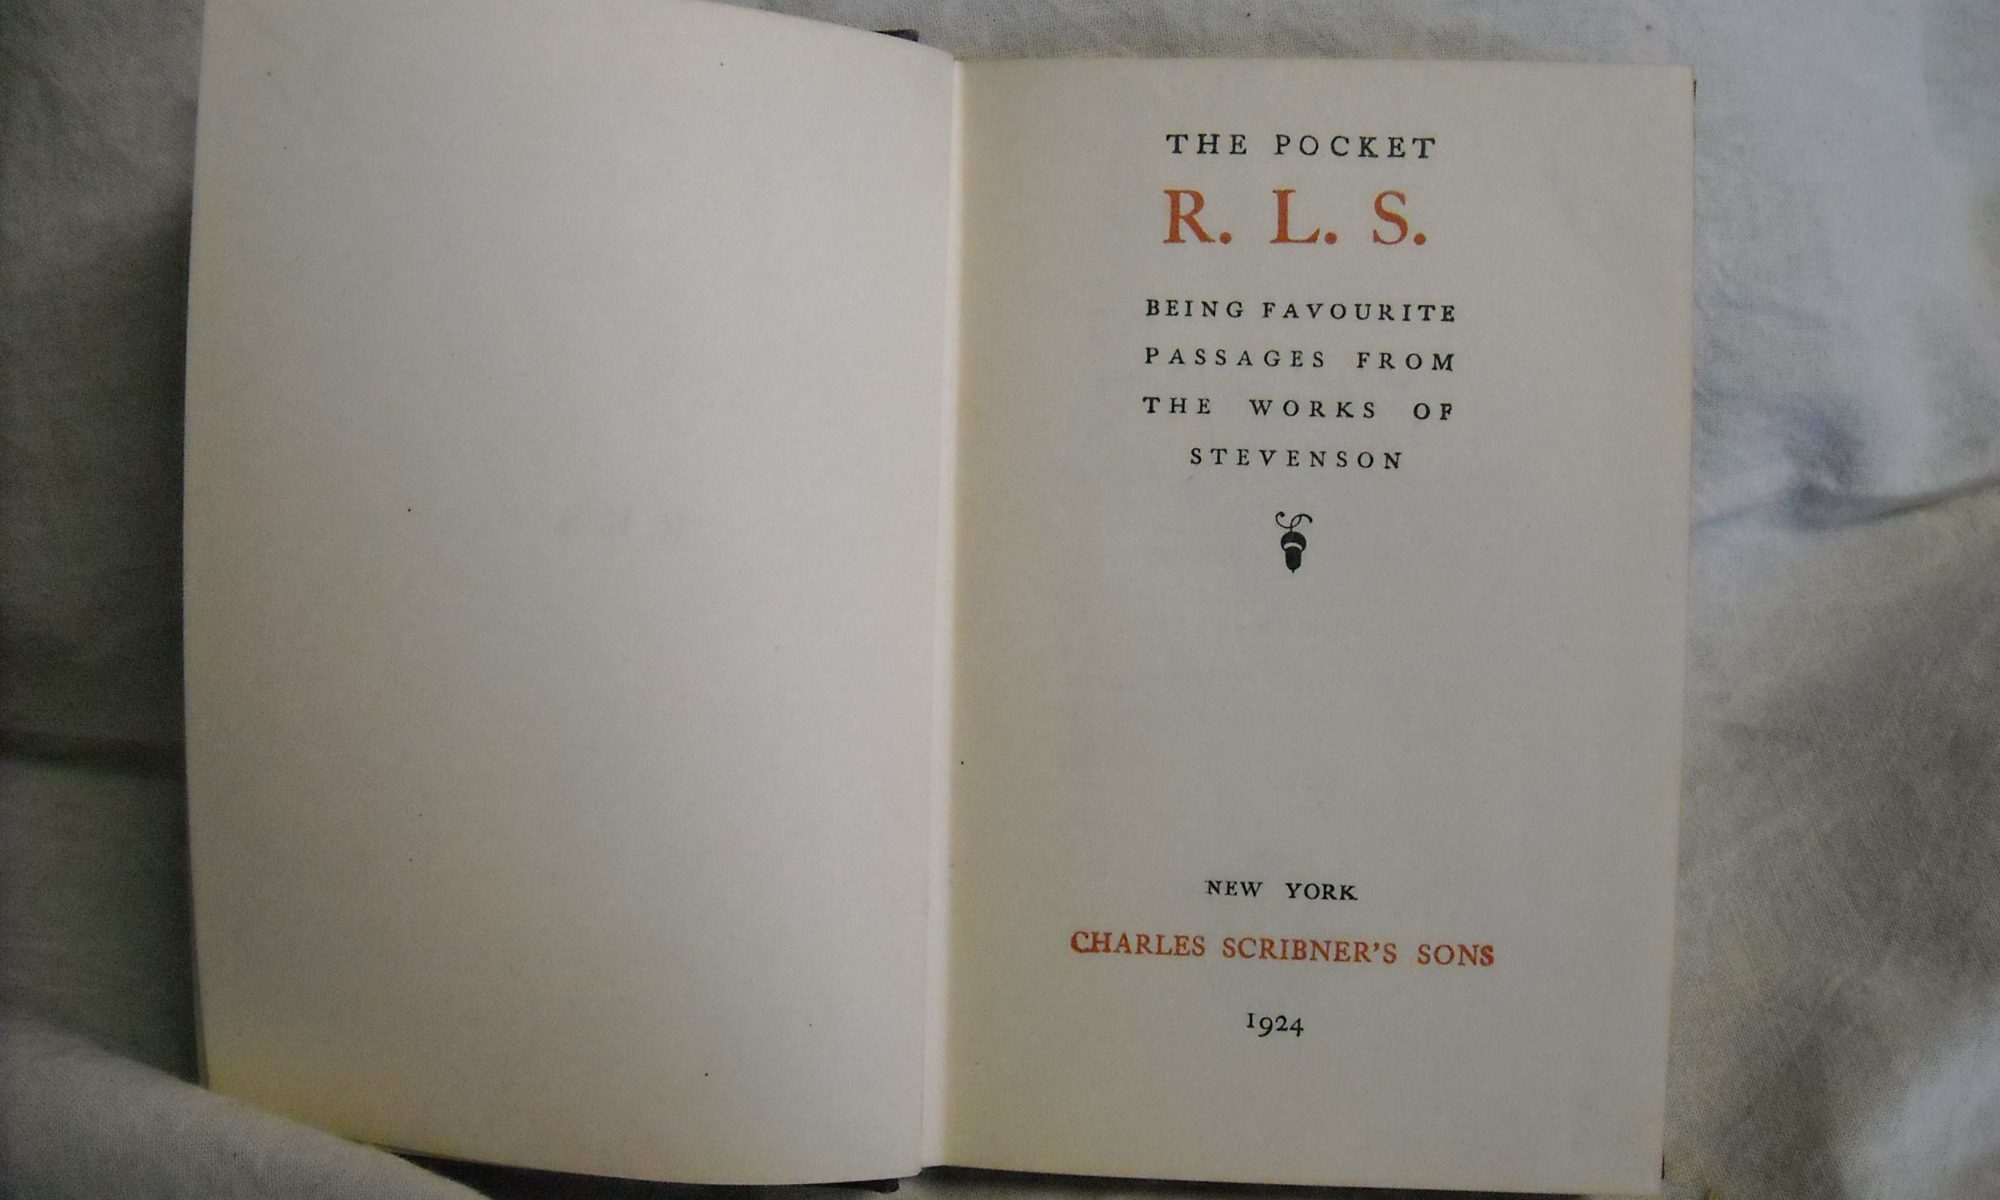 THE POCKET
R. L. S.
BEING FAVOURITE
PASSAGES FROM
THE WORKS OF
STEVENSON
NEW YORK
CHARLES SCRIBNER'S SONS
1924